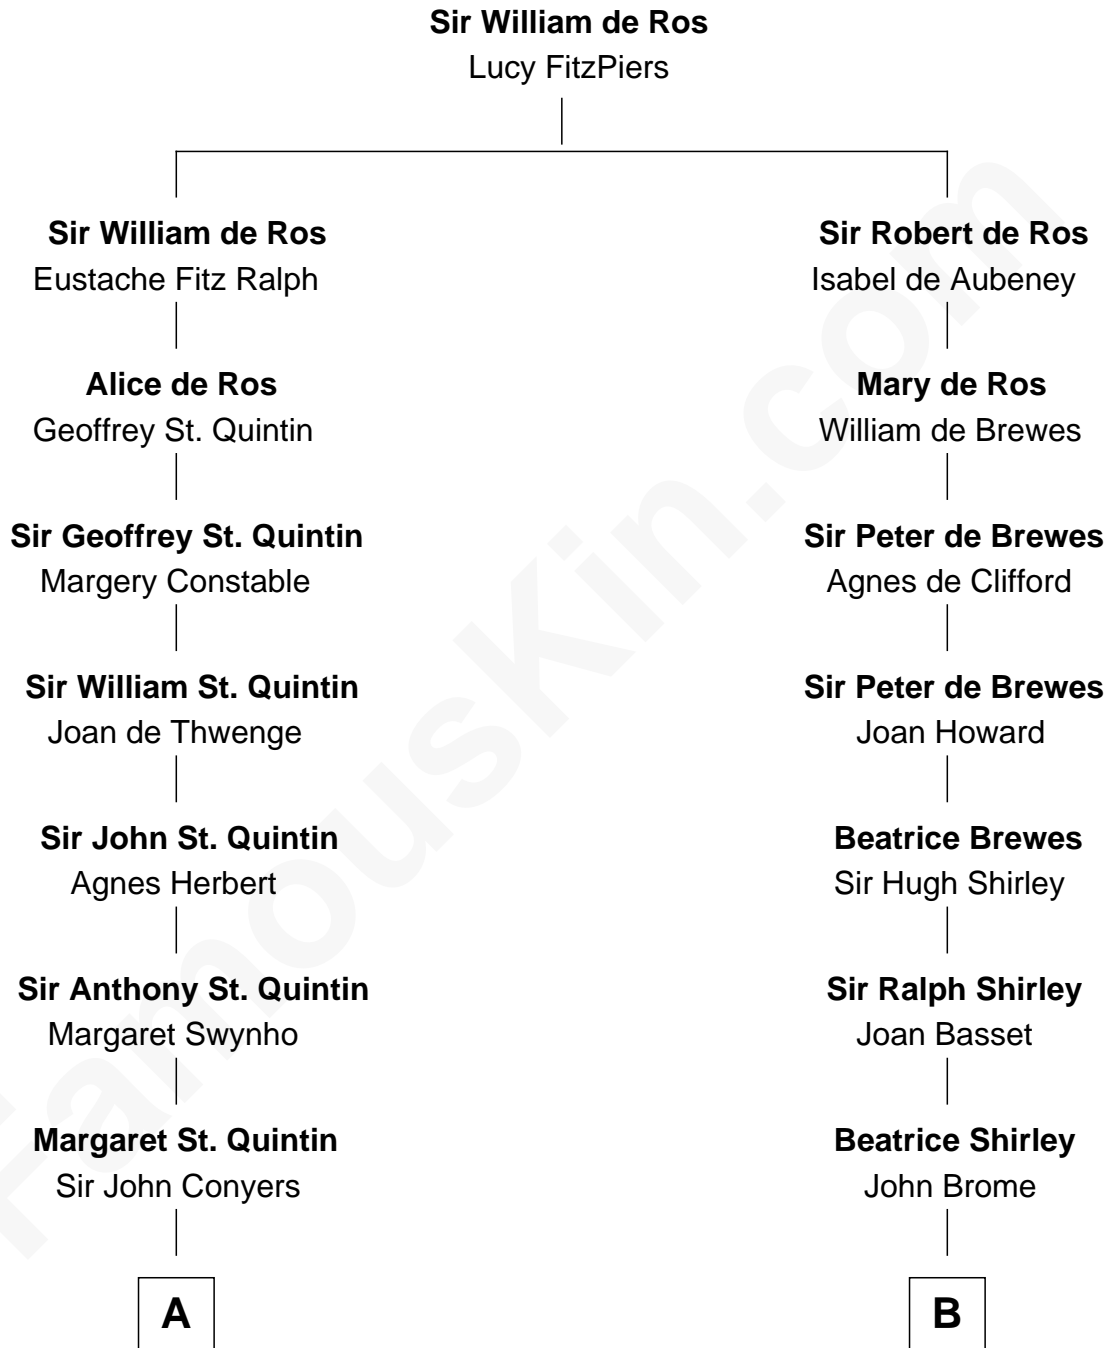 Sir William de Ros
Lucy FitzPiers
Sir William de Ros
Eustache Fitz Ralph
Sir Robert de Ros
Isabel de Aubeney
Alice de Ros
Geoffrey St. Quintin
Mary de Ros
William de Brewes
Sir Geoffrey St. Quintin
Margery Constable
Sir Peter de Brewes
Agnes de Clifford
Sir William St. Quintin
Joan de Thwenge
Sir Peter de Brewes
Joan Howard
Sir John St. Quintin
Agnes Herbert
Beatrice Brewes
Sir Hugh Shirley
Sir Anthony St. Quintin
Margaret Swynho
Sir Ralph Shirley
Joan Basset
Margaret St. Quintin
Sir John Conyers
Beatrice Shirley
John Brome
A
B
FamousKin.com